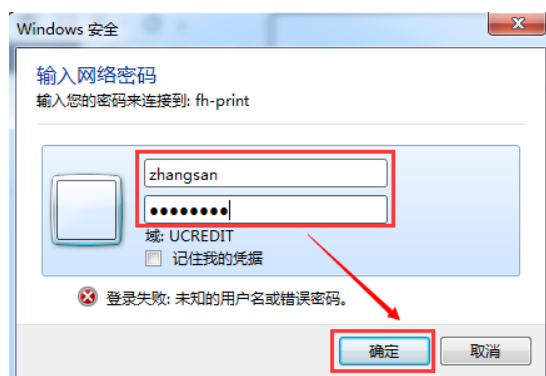 Windows 安全
输入网络密码
输入您的密码来连接到: fh-print
zhangsan
●●●●●●●●
域: UCREDIT
记住我的凭据
登录失败: 未知的用户名或错误密码。
确定
取消